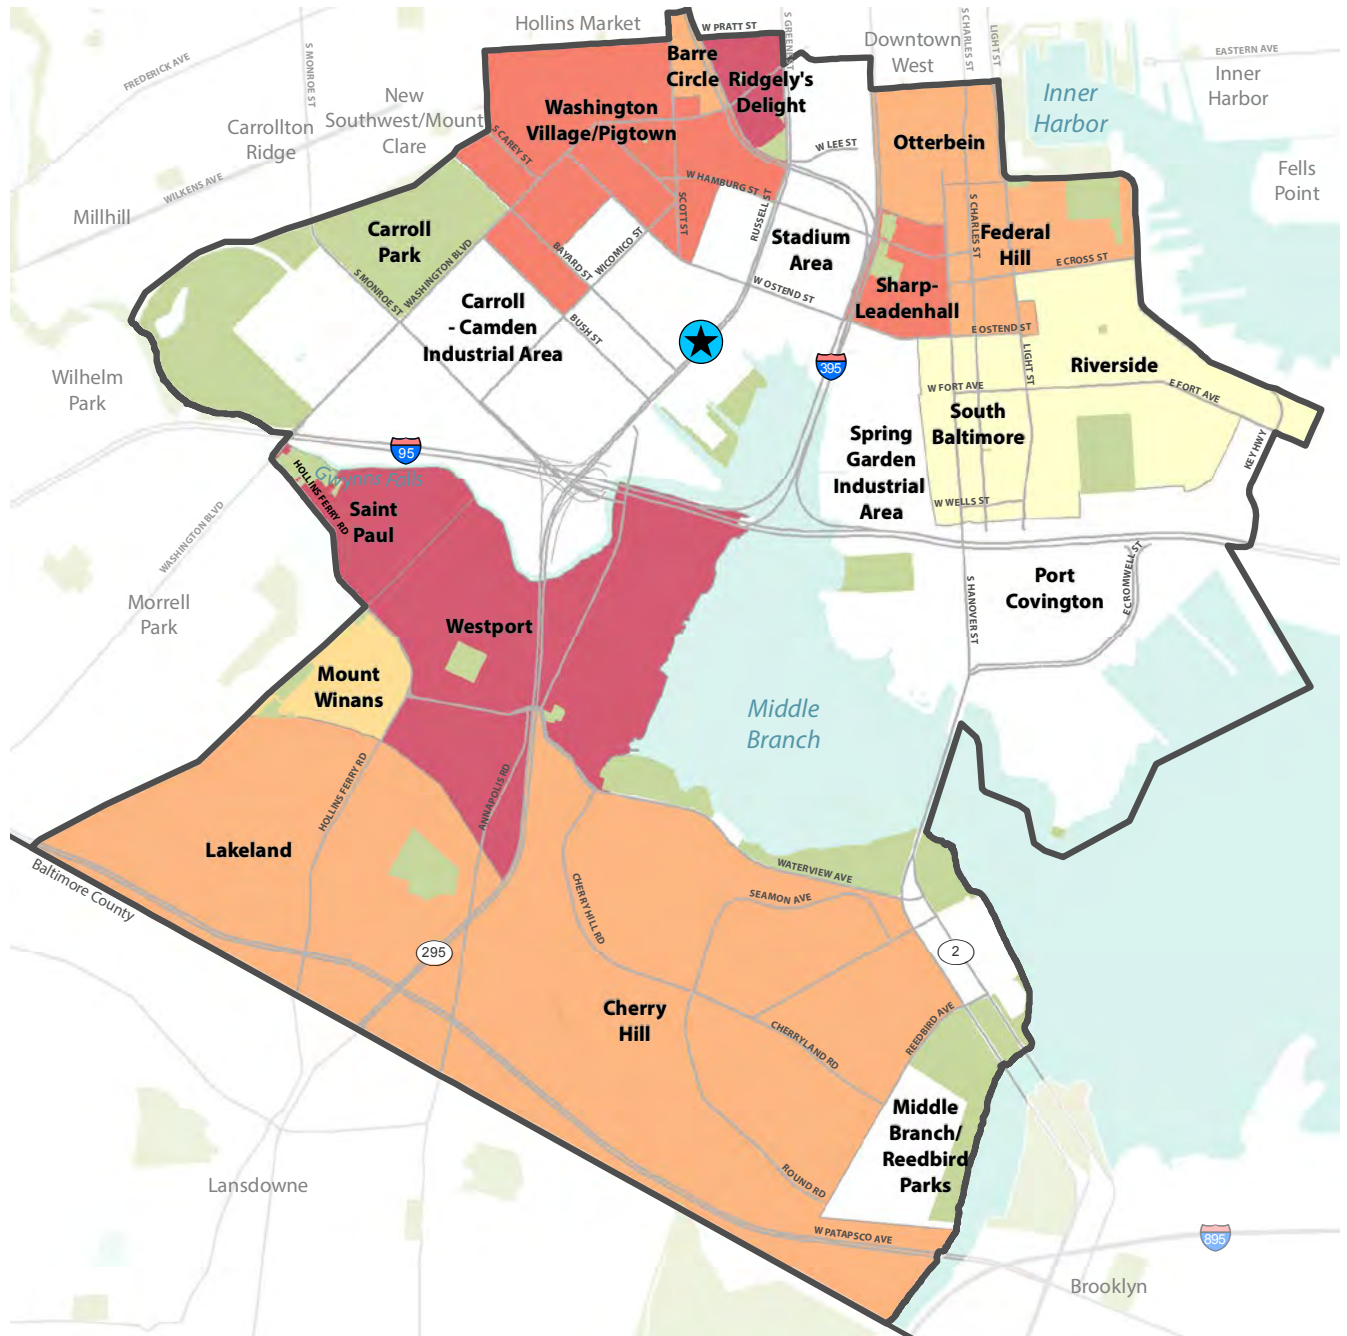 Hollins Market
W PRATT ST
S GREENE ST
S CHARLES ST
LIGHT ST
Downtown
West
EASTERN AVE
Inner
Harbor
FREDERICK AVE
S MONROE ST
Barre
Circle
Ridgely's
Delight
Inner
Harbor
New
Southwest/Mount
Clare
Carrollton
Ridge
Washington
Village/Pigtown
S CAREY ST
W LEE ST
Otterbein
Fells
Point
WILKENS AVE
Millhill
W HAMBURG ST
SCOTT ST
RUSSELL ST
S CHARLES ST
Carroll
Park
Stadium
Area
Federal
Hill
E CROSS ST
BAYARD ST
WICOMICO ST
S MONROE ST
WASHINGTON BLVD
W OSTEND ST
Sharp-
Leadenhall
Carroll
- Camden
Industrial Area
BUSH ST
E OSTEND ST
LIGHT ST
395
Riverside
Wilhelm
Park
W FORT AVE
E FORT AVE
South
Baltimore
95
Spring
Garden
Industrial
Area
KEY HWY
Gwynns Falls
HOLLINS FERRY RD
Saint
Paul
W WELLS ST
WASHINGTON BLVD
Port
Covington
E CROMWELL ST
S HANOVER ST
Morrell
Park
Westport
Mount
Winans
Middle
Branch
HOLLINS FERRY RD
ANNAPOLIS RD
Lakeland
Baltimore County
WATERVIEW AVE
SEAMON AVE
CHERRY HILL RD
295
2
Cherry
Hill
CHERRYLAND RD
REEDBIRD AVE
Middle
Branch/
Reedbird
Parks
Lansdowne
ROUND RD
W PATAPSCO AVE
895
Brooklyn